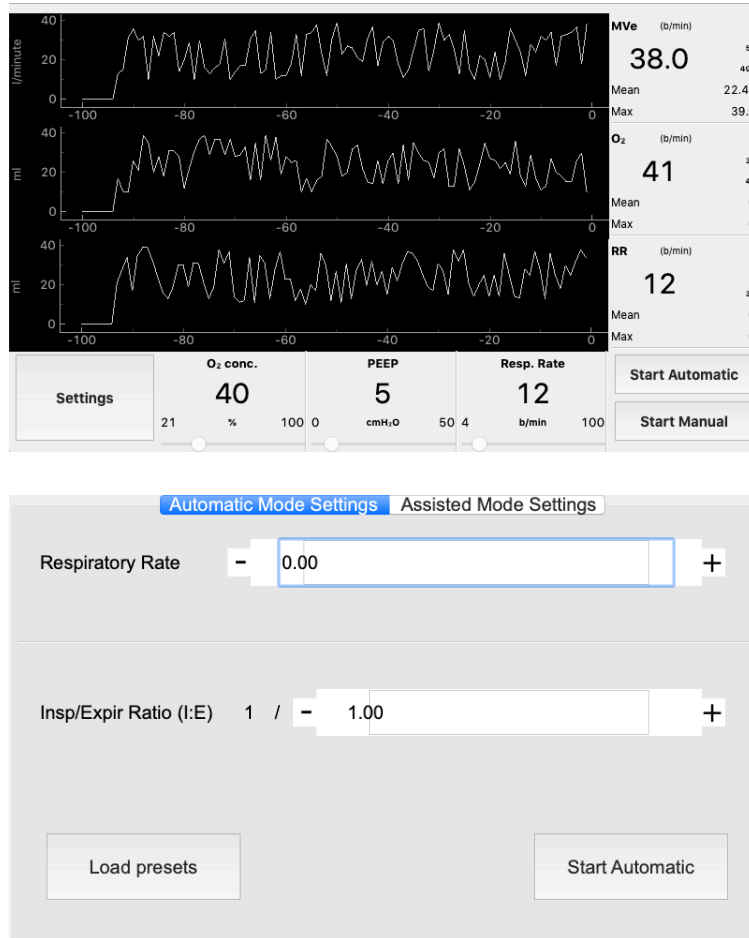 40
20
0
l/minute
-100 -80 -60 -40 -20 0
40
20
0
ml
-100 -80 -60 -40 -20 0
40
20
0
ml
-100 -80 -60 -40 -20 0
MVe (b/min)
38.0
Mean 22.4
Max 39.
O₂ (b/min)
41
Mean
Max
RR (b/min)
12
Mean
Max
Settings
O₂ conc.
40
21 % 100
PEEP
5
0 cmH₂O 50
Resp. Rate
12
4 b/min 100
Start Automatic
Start Manual
Automatic Mode Settings Assisted Mode Settings
Respiratory Rate - 0.00 +
Insp/Expir Ratio (I:E) 1 / - 1.00 +
Load presets Start Automatic